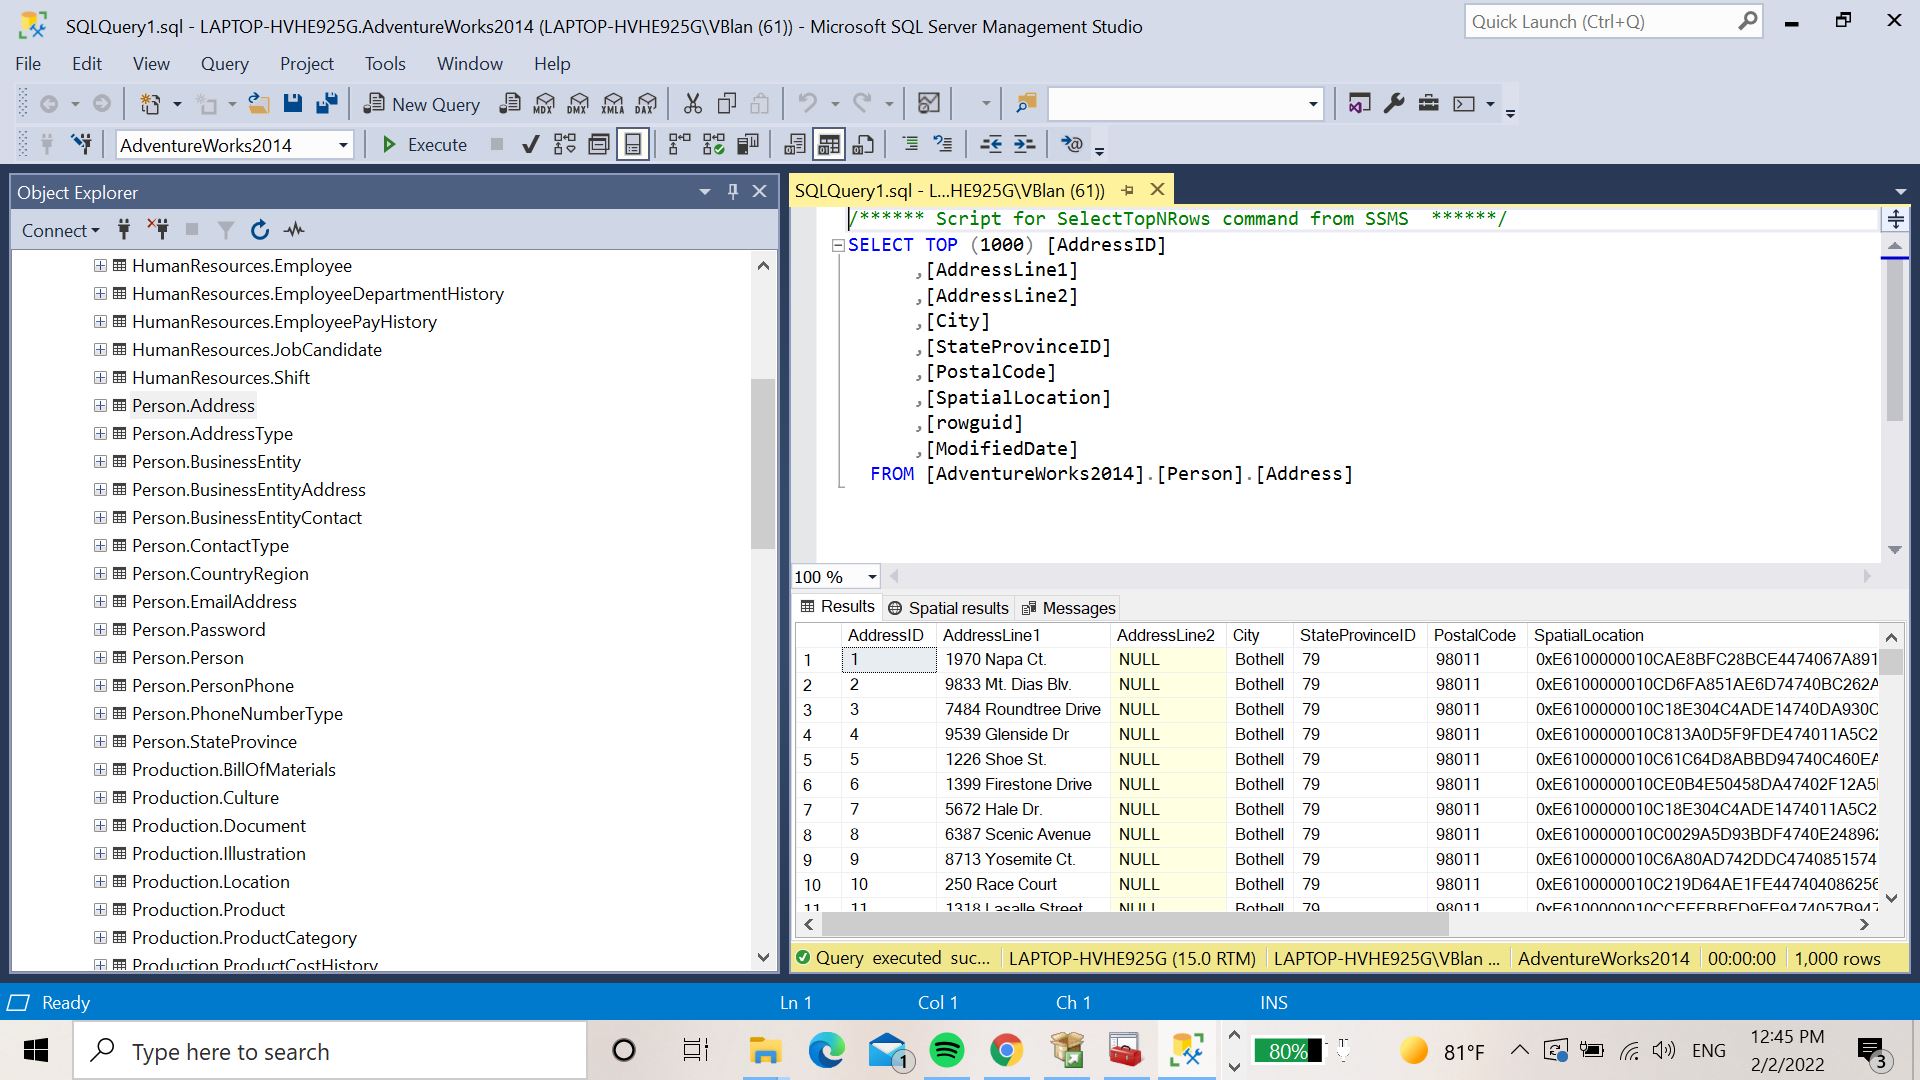 SQLQuery1.sql - LAPTOP-HVHE925G.AdventureWorks2014 (LAPTOP-HVHE925G\VBlan (61)) - Microsoft SQL Server Management Studio
Quick Launch (Ctrl+Q)
File Edit View Query Project Tools Window Help
New Query MDX DMX XMLA DAX
AdventureWorks2014 Execute
Object Explorer
Connect
HumanResources.Employee
HumanResources.EmployeeDepartmentHistory
HumanResources.EmployeePayHistory
HumanResources.JobCandidate
HumanResources.Shift
Person.Address
Person.AddressType
Person.BusinessEntity
Person.BusinessEntityAddress
Person.BusinessEntityContact
Person.ContactType
Person.CountryRegion
Person.EmailAddress
Person.Password
Person.Person
Person.PersonPhone
Person.PhoneNumberType
Person.StateProvince
Production.BillOfMaterials
Production.Culture
Production.Document
Production.Illustration
Production.Location
Production.Product
Production.ProductCategory
Production.ProductCostHistory
SQLQuery1.sql - L...HE925G\VBlan (61))
/****** Script for SelectTopNRows command from SSMS ******/
SELECT TOP (1000) [AddressID]
,[AddressLine1]
,[AddressLine2]
,[City]
,[StateProvinceID]
,[PostalCode]
,[SpatialLocation]
,[rowguid]
,[ModifiedDate]
FROM [AdventureWorks2014].[Person].[Address]
100 %
Results Spatial results Messages
AddressID AddressLine1 AddressLine2 City StateProvinceID PostalCode SpatialLocation
1 1 1970 Napa Ct. NULL Bothell 79 98011 0xE6100000010CAE8BFC28BCE4474067A891
2 2 9833 Mt. Dias Blv. NULL Bothell 79 98011 0xE6100000010CD6FA851AE6D74740BC262A
3 3 7484 Roundtree Drive NULL Bothell 79 98011 0xE6100000010C18E304C4ADE14740DA930C
4 4 9539 Glenside Dr NULL Bothell 79 98011 0xE6100000010C813A0D5F9FDE474011A5C2
5 5 1226 Shoe St. NULL Bothell 79 98011 0xE6100000010C61C64D8ABBD94740C460EA
6 6 1399 Firestone Drive NULL Bothell 79 98011 0xE6100000010CE0B4E50458DA47402F12A5
7 7 5672 Hale Dr. NULL Bothell 79 98011 0xE6100000010C18E304C4ADE1474011A5C2
8 8 6387 Scenic Avenue NULL Bothell 79 98011 0xE6100000010C0029A5D93BDF4740E24896
9 9 8713 Yosemite Ct. NULL Bothell 79 98011 0xE6100000010C6A80AD742DDC4740851574
10 10 250 Race Court NULL Bothell 79 98011 0xE6100000010C219D64AE1FE447404086256
11 11 1318 Lasalle Street NULL Bothell 79 98011
Query executed suc... LAPTOP-HVHE925G (15.0 RTM) LAPTOP-HVHE925G\VBlan ... AdventureWorks2014 00:00:00 1,000 rows
Ready Ln 1 Col 1 Ch 1 INS
Type here to search 1 80% 81°F ENG 12:45 PM
2/2/2022 3